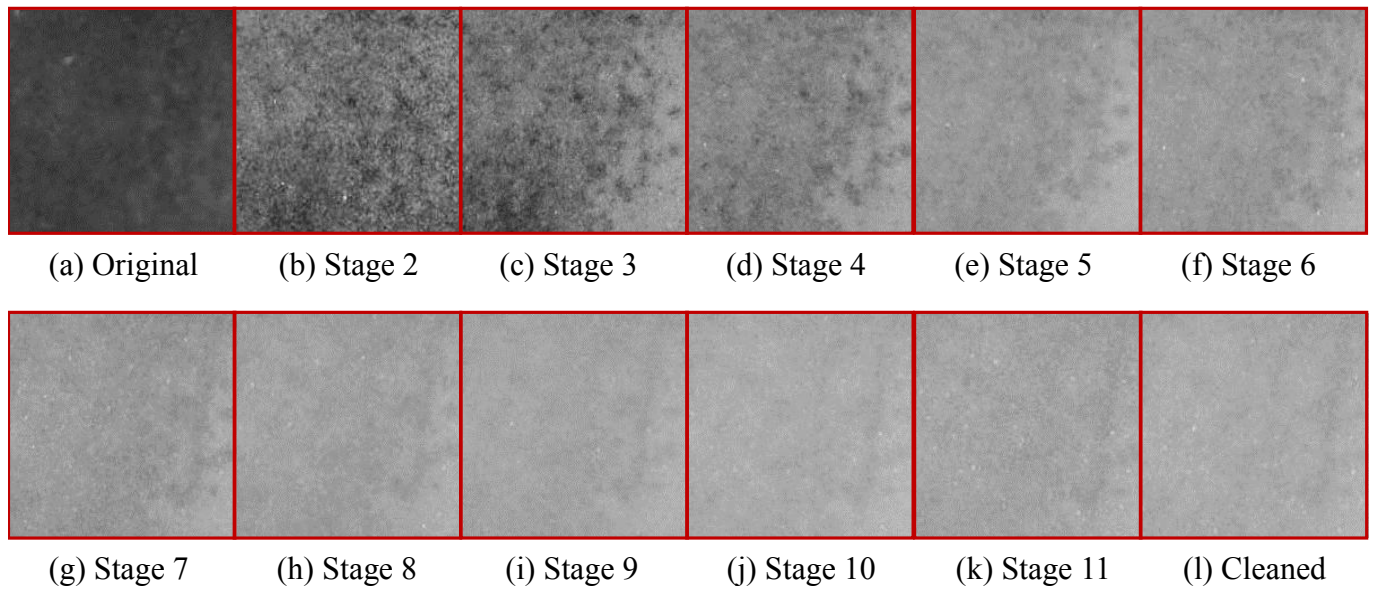 (a) Original (b) Stage 2 (c) Stage 3 (d) Stage 4 (e) Stage 5 (f) Stage 6
(g) Stage 7 (h) Stage 8 (i) Stage 9 (j) Stage 10 (k) Stage 11 (l) Cleaned